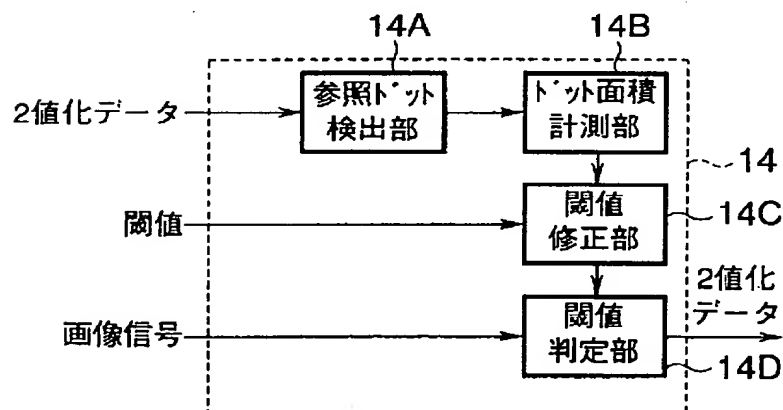 14A
14B
2値化データ
参照ドット
検出部
ドット面積
計測部
14
閾値
閾値
修正部
14C
2値化
データ
画像信号
閾値
判定部
14D